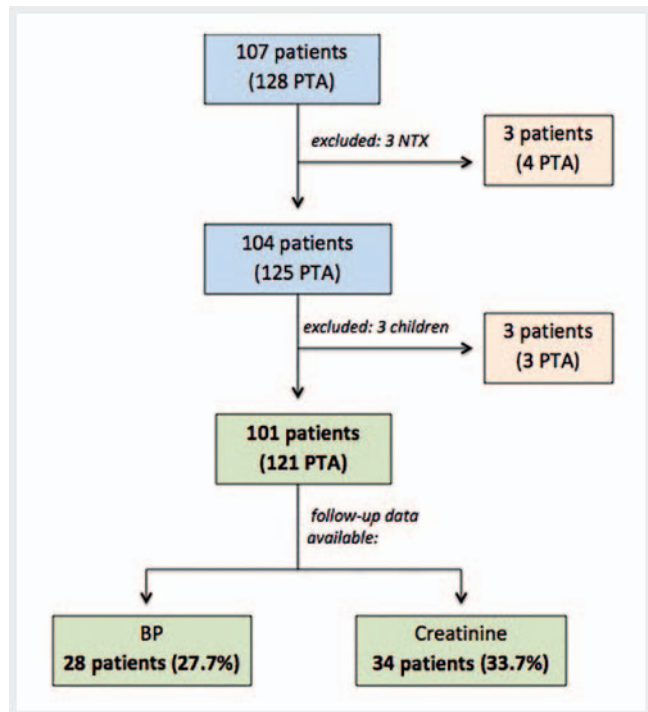 107 patients
(128 PTA)
excluded: 3 NTX
3 patients
(4 PTA)
104 patients
(125 PTA)
excluded: 3 children
3 patients
(3 PTA)
101 patients
(121 PTA)
follow-up data
available:
BP
28 patients (27.7%)
Creatinine
34 patients (33.7%)